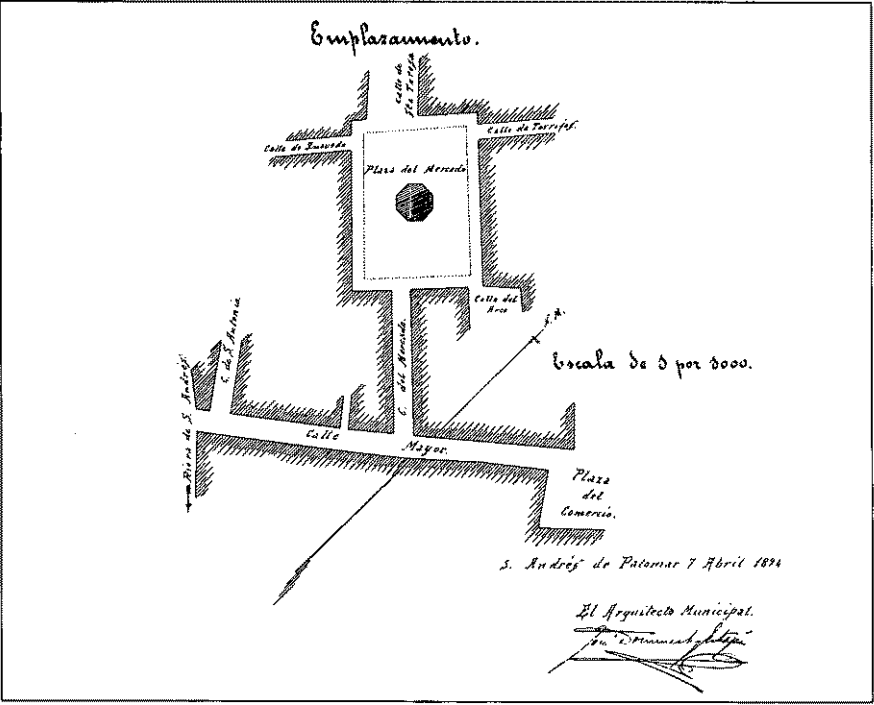 Emplazamiento.
Calle de
Sta Teresa
Calle de Torrijos.
Calle de Quevedo
Plaza del Mercado
Calle del
Arco
C. del Mercado.
C. de S. Antonio
Riera de S. Andrés.
Escala de 1 por 1000.
Calle Mayor.
Plaza
del
Comercio.
S. Andrés de Palomar 7 Abril 1894
El Arquitecto Municipal.